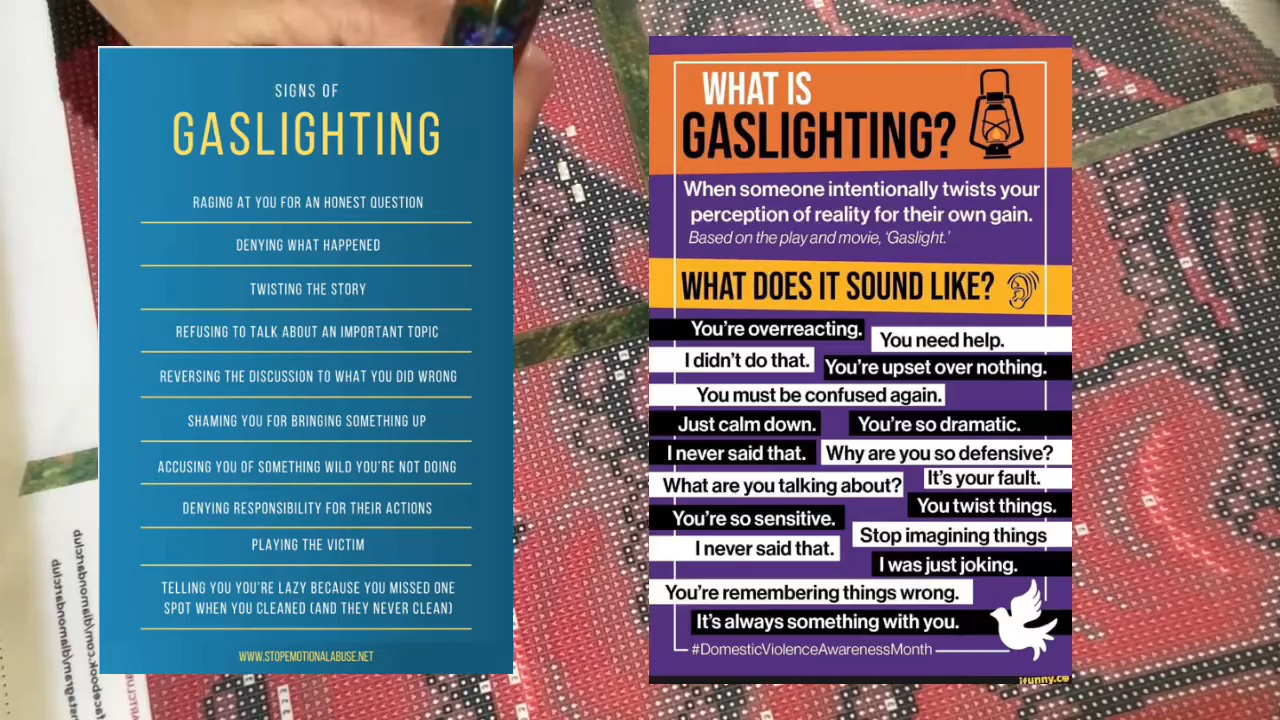 SIGNS OF
GASLIGHTING
RAGING AT YOU FOR AN HONEST QUESTION
DENYING WHAT HAPPENED
TWISTING THE STORY
REFUSING TO TALK ABOUT AN IMPORTANT TOPIC
REVERSING THE DISCUSSION TO WHAT YOU DID WRONG
SHAMING YOU FOR BRINGING SOMETHING UP
ACCUSING YOU OF SOMETHING WILD YOU'RE NOT DOING
DENYING RESPONSIBILITY FOR THEIR ACTIONS
PLAYING THE VICTIM
TELLING YOU YOU'RE LAZY BECAUSE YOU MISSED ONE
SPOT WHEN YOU CLEANED (AND THEY NEVER CLEAN)
WWW.STOPEMOTIONALABUSE.NET
WHAT IS
GASLIGHTING?
When someone intentionally twists your
perception of reality for their own gain.
Based on the play and movie, 'Gaslight.'
WHAT DOES IT SOUND LIKE?
You're overreacting.
You need help.
I didn't do that.
You're upset over nothing.
You must be confused again.
Just calm down.
You're so dramatic.
I never said that.
Why are you so defensive?
It's your fault.
What are you talking about?
You twist things.
You're so sensitive.
Stop imagining things
I never said that.
I was just joking.
You're remembering things wrong.
It's always something with you.
#DomesticViolenceAwarenessMonth
ifunny.co